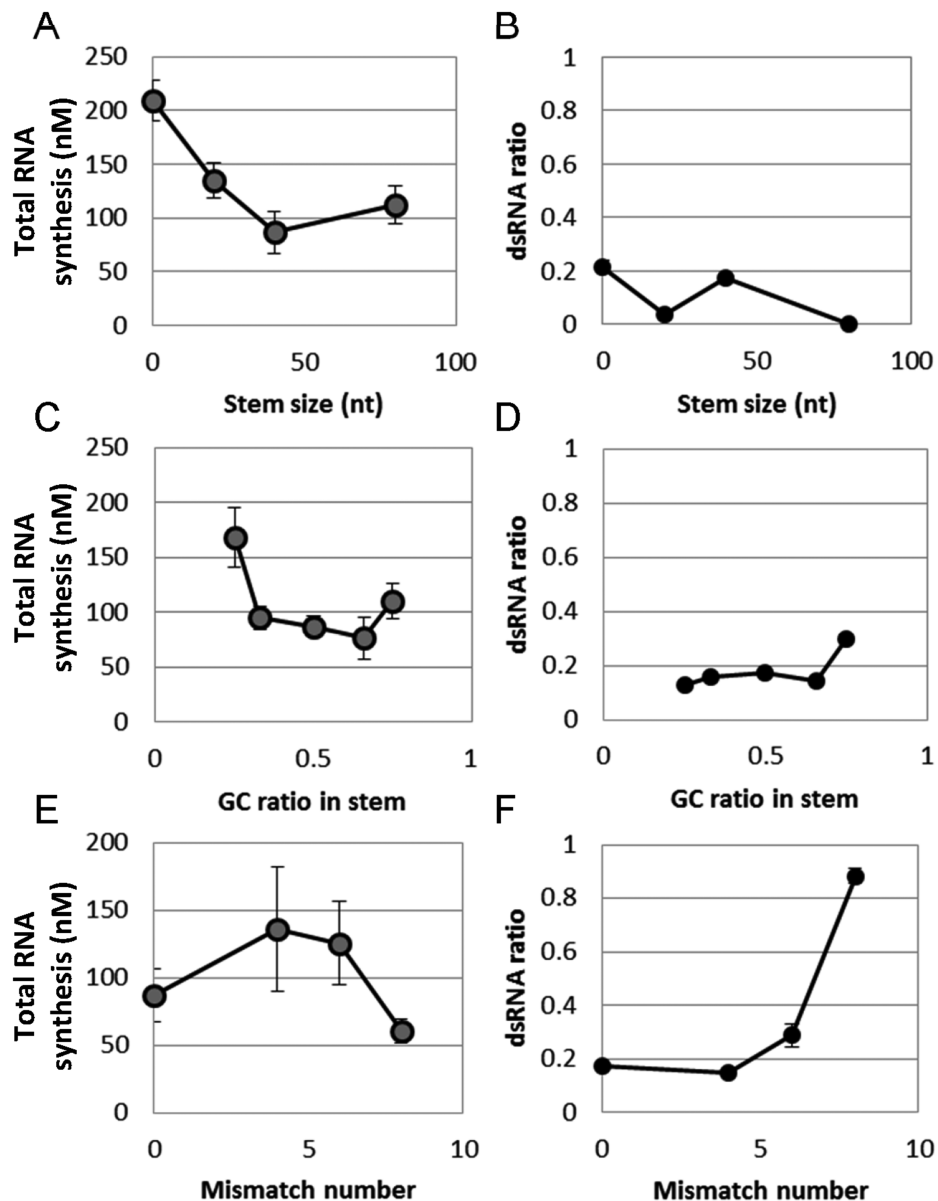 A
Total RNA
synthesis (nM)
250
200
150
100
50
0
0 50 100
Stem size (nt)
B
dsRNA ratio
1
0.8
0.6
0.4
0.2
0
0 50 100
Stem size (nt)
C
Total RNA
synthesis (nM)
250
200
150
100
50
0
0 0.5 1
GC ratio in stem
D
dsRNA ratio
1
0.8
0.6
0.4
0.2
0
0 0.5 1
GC ratio in stem
E
Total RNA
synthesis (nM)
200
150
100
50
0
0 5 10
Mismatch number
F
dsRNA ratio
1
0.8
0.6
0.4
0.2
0
0 5 10
Mismatch number